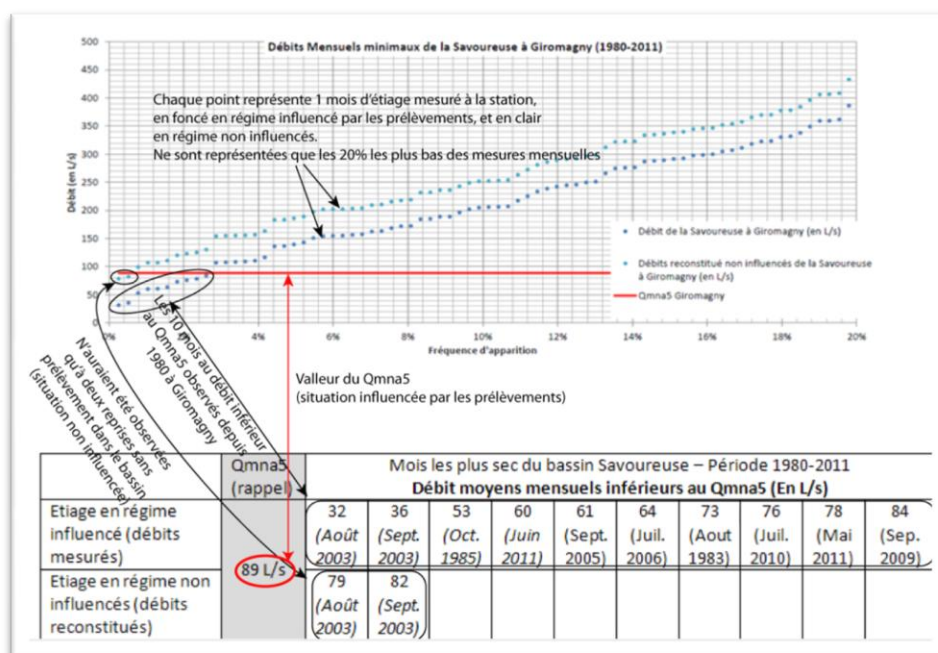 Débits Mensuels minimaux de la Savoureuse à Giromagny (1980-2011)
500
450
400
350
300
250
200
150
100
50
0
Débit (en L/s)
Chaque point représente 1 mois d'étiage mesuré à la station,
en foncé en régime influencé par les prélèvements, et en clair
en régime non influencés.
Ne sont représentées que les 20% les plus bas des mesures mensuelles
Débit de la Savoureuse à Giromagny (en L/s)
Débits reconstitué non influencés de la Savoureuse
à Giromagny (en L/s)
Qmna5 Giromagny
0% 2% 4% 6% 8% 10% 12% 14% 16% 18% 20%
Fréquence d'apparition
Les 10 mois au débit inférieur
au Qmna5 observés depuis
1980 à Giromagny
N'auraient été observées
qu'à deux reprises sans
prélèvement dans le bassin
(situation non influencée)
Valleur du Qmna5
(situation influencée par les prélèvements)
Qmna5
(rappel)
Mois les plus sec du bassin Savoureuse – Période 1980-2011
Débit moyens mensuels inférieurs au Qmna5 (En L/s)
Etiage en régime
influencé (débits
mesurés)
89 L/s
32 36 53 60 61 64 73 76 78 84
(Août (Sept. (Oct. (Juin (Sept. (Juil. (Aout (Juil. (Mai (Sep.
2003) 2003) 1985) 2011) 2005) 2006) 1983) 2010) 2011) 2009)
Etiage en régime non
influencés (débits
reconstitués)
79 82
(Août (Sept.
2003) 2003)